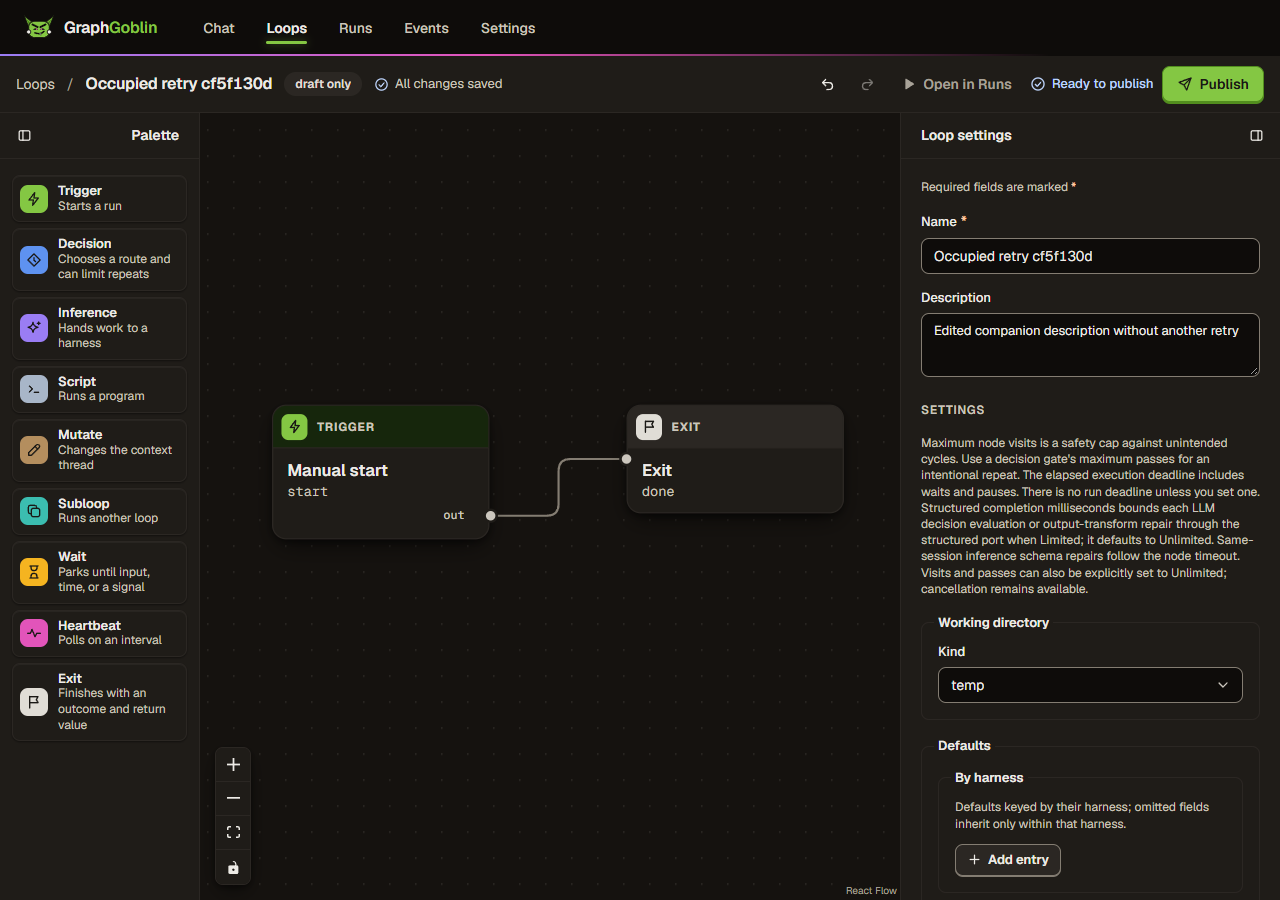 GraphGoblin
Chat
Loops
Runs
Events
Settings
Loops / Occupied retry cf5f130d
draft only
All changes saved
Open in Runs
Ready to publish
Publish
Palette
Trigger
Starts a run
Decision
Chooses a route and
can limit repeats
Inference
Hands work to a
harness
Script
Runs a program
Mutate
Changes the context
thread
Subloop
Runs another loop
Wait
Parks until input,
time, or a signal
Heartbeat
Polls on an interval
Exit
Finishes with an
outcome and return
value
TRIGGER
Manual start
start
out
EXIT
Exit
done
React Flow
Loop settings
Required fields are marked *
Name *
Occupied retry cf5f130d
Description
Edited companion description without another retry
SETTINGS
Maximum node visits is a safety cap against unintended
cycles. Use a decision gate's maximum passes for an
intentional repeat. The elapsed execution deadline includes
waits and pauses. There is no run deadline unless you set one.
Structured completion milliseconds bounds each LLM
decision evaluation or output-transform repair through the
structured port when Limited; it defaults to Unlimited. Same-
session inference schema repairs follow the node timeout.
Visits and passes can also be explicitly set to Unlimited;
cancellation remains available.
Working directory
Kind
temp
Defaults
By harness
Defaults keyed by their harness; omitted fields
inherit only within that harness.
Add entry